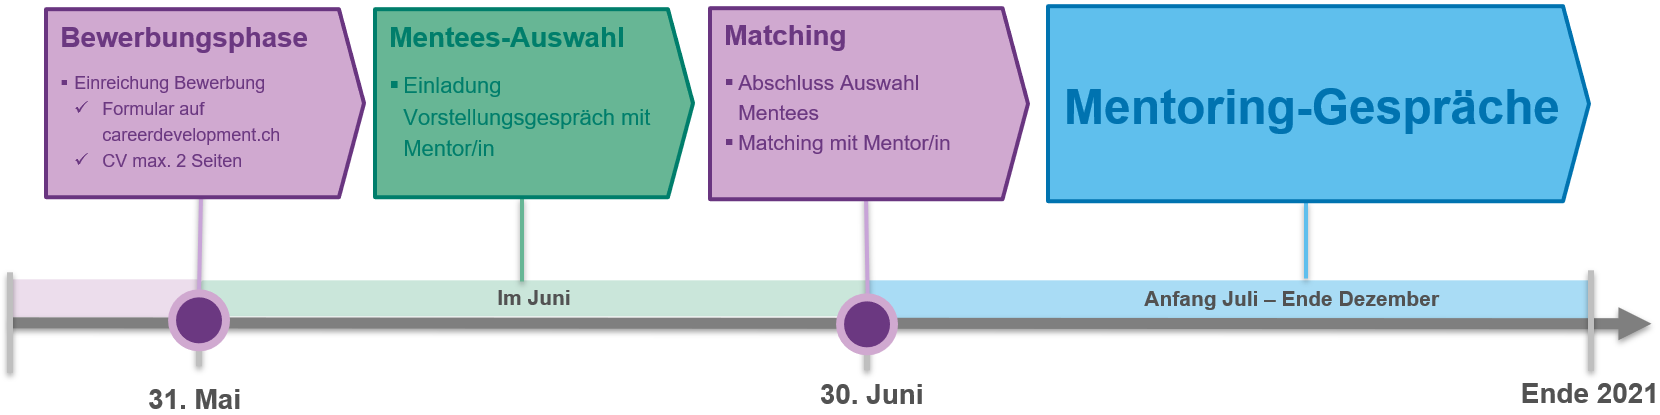 Bewerbungsphase
▪ Einreichung Bewerbung
✓ Formular auf
careerdevelopment.ch
✓ CV max. 2 Seiten
Mentees-Auswahl
▪ Einladung
Vorstellungsgespräch mit
Mentor/in
Matching
▪ Abschluss Auswahl
Mentees
▪ Matching mit Mentor/in
Mentoring-Gespräche
Im Juni
Anfang Juli – Ende Dezember
31. Mai
30. Juni
Ende 2021